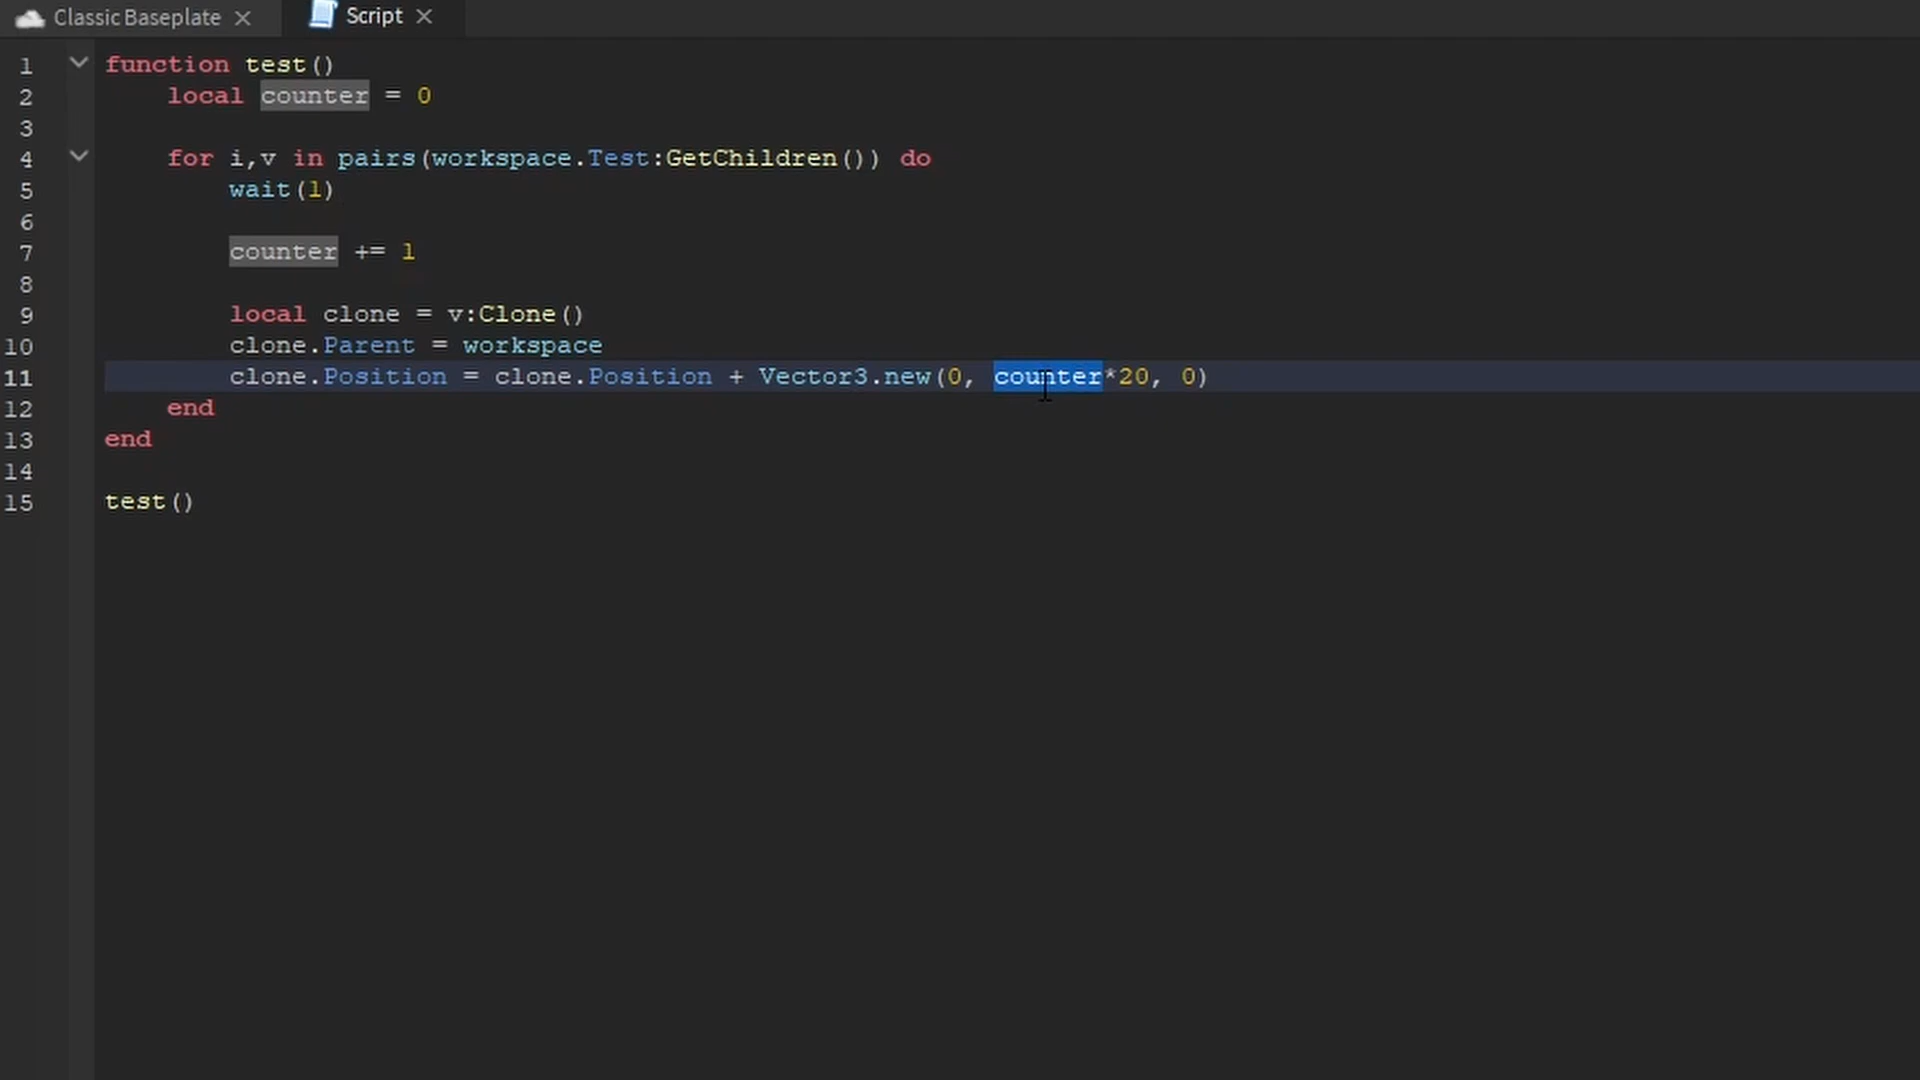 Classic Baseplate
Script
1 function test()
2 local counter = 0
3
4 for i,v in pairs(workspace.Test:GetChildren()) do
5 wait(1)
6
7 counter += 1
8
9 local clone = v:Clone()
10 clone.Parent = workspace
11 clone.Position = clone.Position + Vector3.new(0, counter*20, 0)
12 end
13 end
14
15 test()